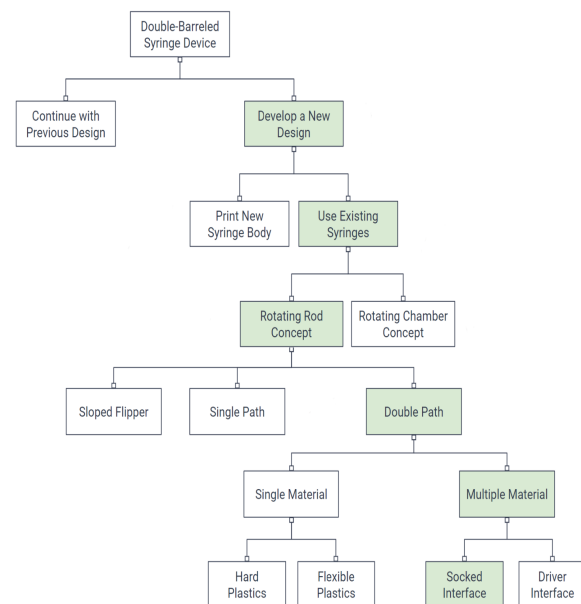 Double-Barreled
Syringe Device
Continue with
Previous Design
Develop a New
Design
Print New
Syringe Body
Use Existing
Syringes
Rotating Rod
Concept
Rotating Chamber
Concept
Sloped Flipper
Single Path
Double Path
Single Material
Multiple Material
Hard
Plastics
Flexible
Plastics
Socked
Interface
Driver
Interface